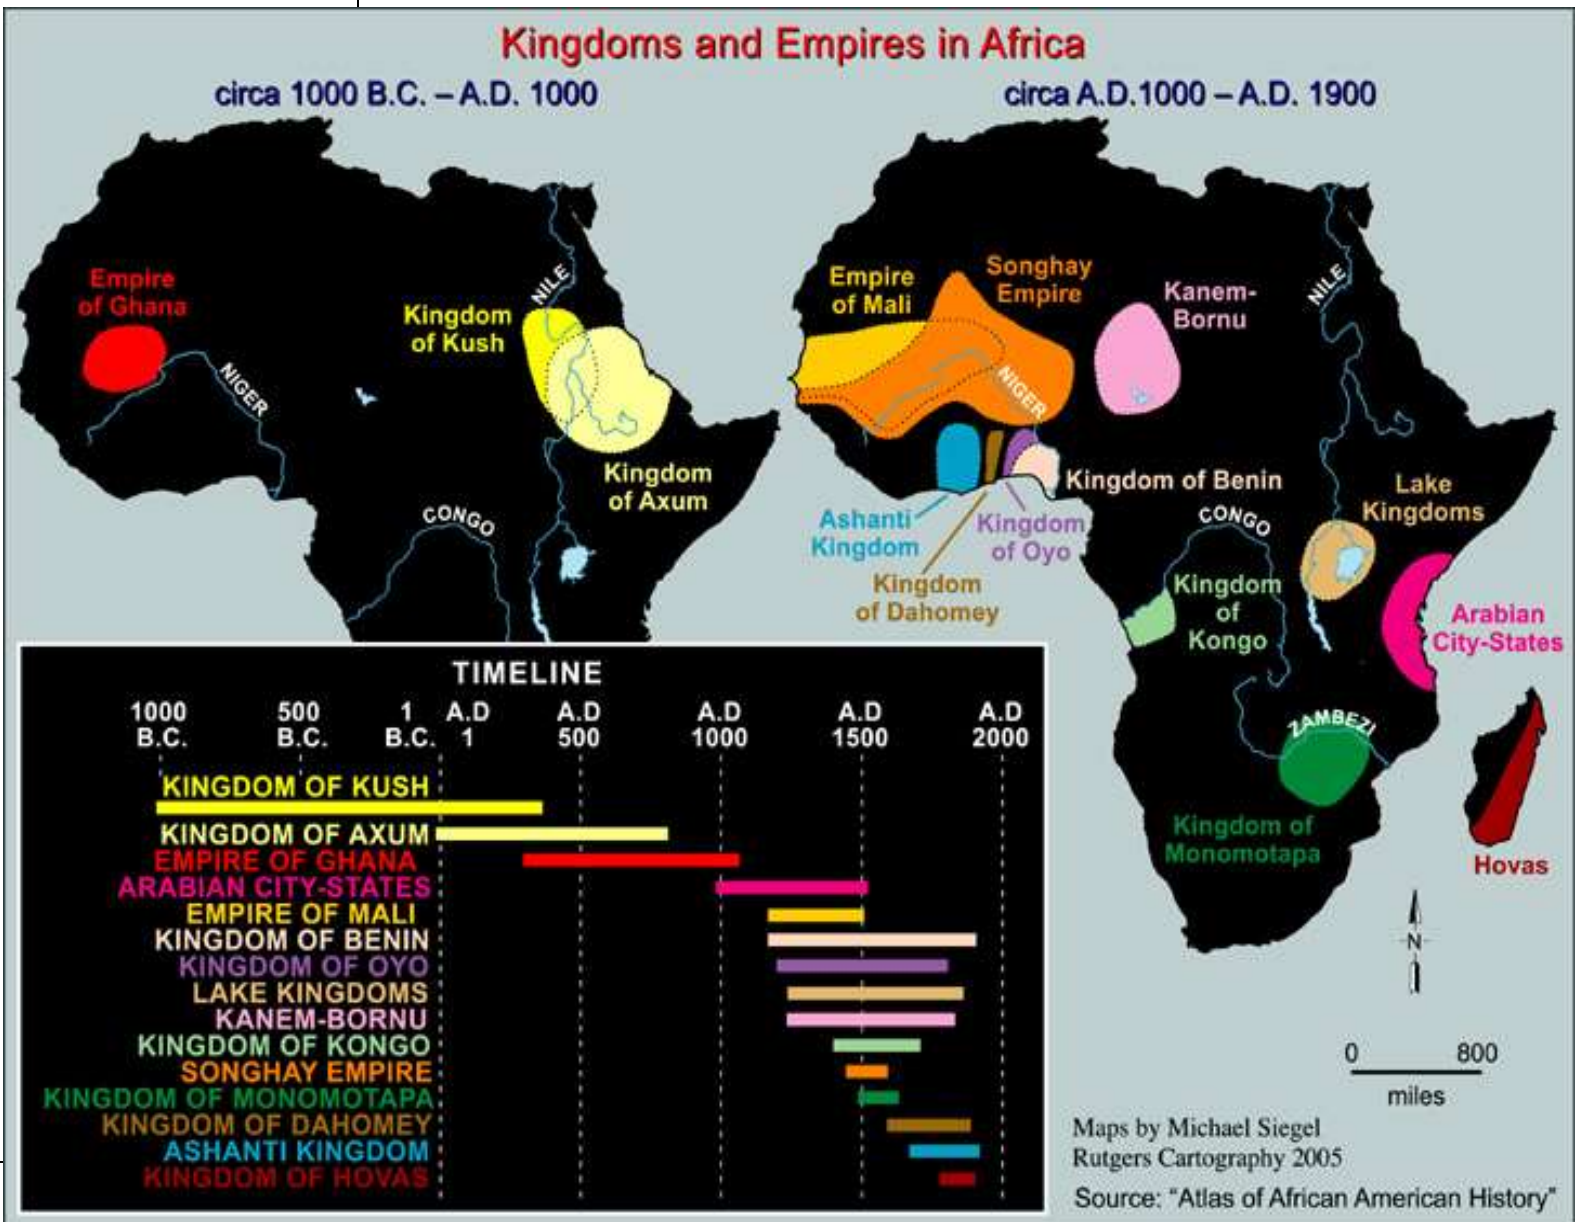 Kingdoms and Empires in Africa
circa 1000 B.C. – A.D. 1000
circa A.D.1000 – A.D. 1900
Empire
of Ghana
NIGER
Kingdom
of Kush
NILE
Kingdom
of Axum
CONGO
Empire
of Mali
Songhay
Empire
Kanem-
Bornu
NILE
NIGER
Kingdom of Benin
Ashanti
Kingdom
Kingdom
of Oyo
Kingdom
of Dahomey
CONGO
Lake
Kingdoms
Kingdom
of
Kongo
Arabian
City-States
ZAMBEZI
Kingdom of
Monomotapa
Hovas
N
0 800
miles
TIMELINE
1000 500 1 A.D A.D A.D A.D A.D
B.C. B.C. B.C. 1 500 1000 1500 2000
KINGDOM OF KUSH
KINGDOM OF AXUM
EMPIRE OF GHANA
ARABIAN CITY-STATES
EMPIRE OF MALI
KINGDOM OF BENIN
KINGDOM OF OYO
LAKE KINGDOMS
KANEM-BORNU
KINGDOM OF KONGO
SONGHAY EMPIRE
KINGDOM OF MONOMOTAPA
KINGDOM OF DAHOMEY
ASHANTI KINGDOM
KINGDOM OF HOVAS
Maps by Michael Siegel
Rutgers Cartography 2005
Source: “Atlas of African American History”